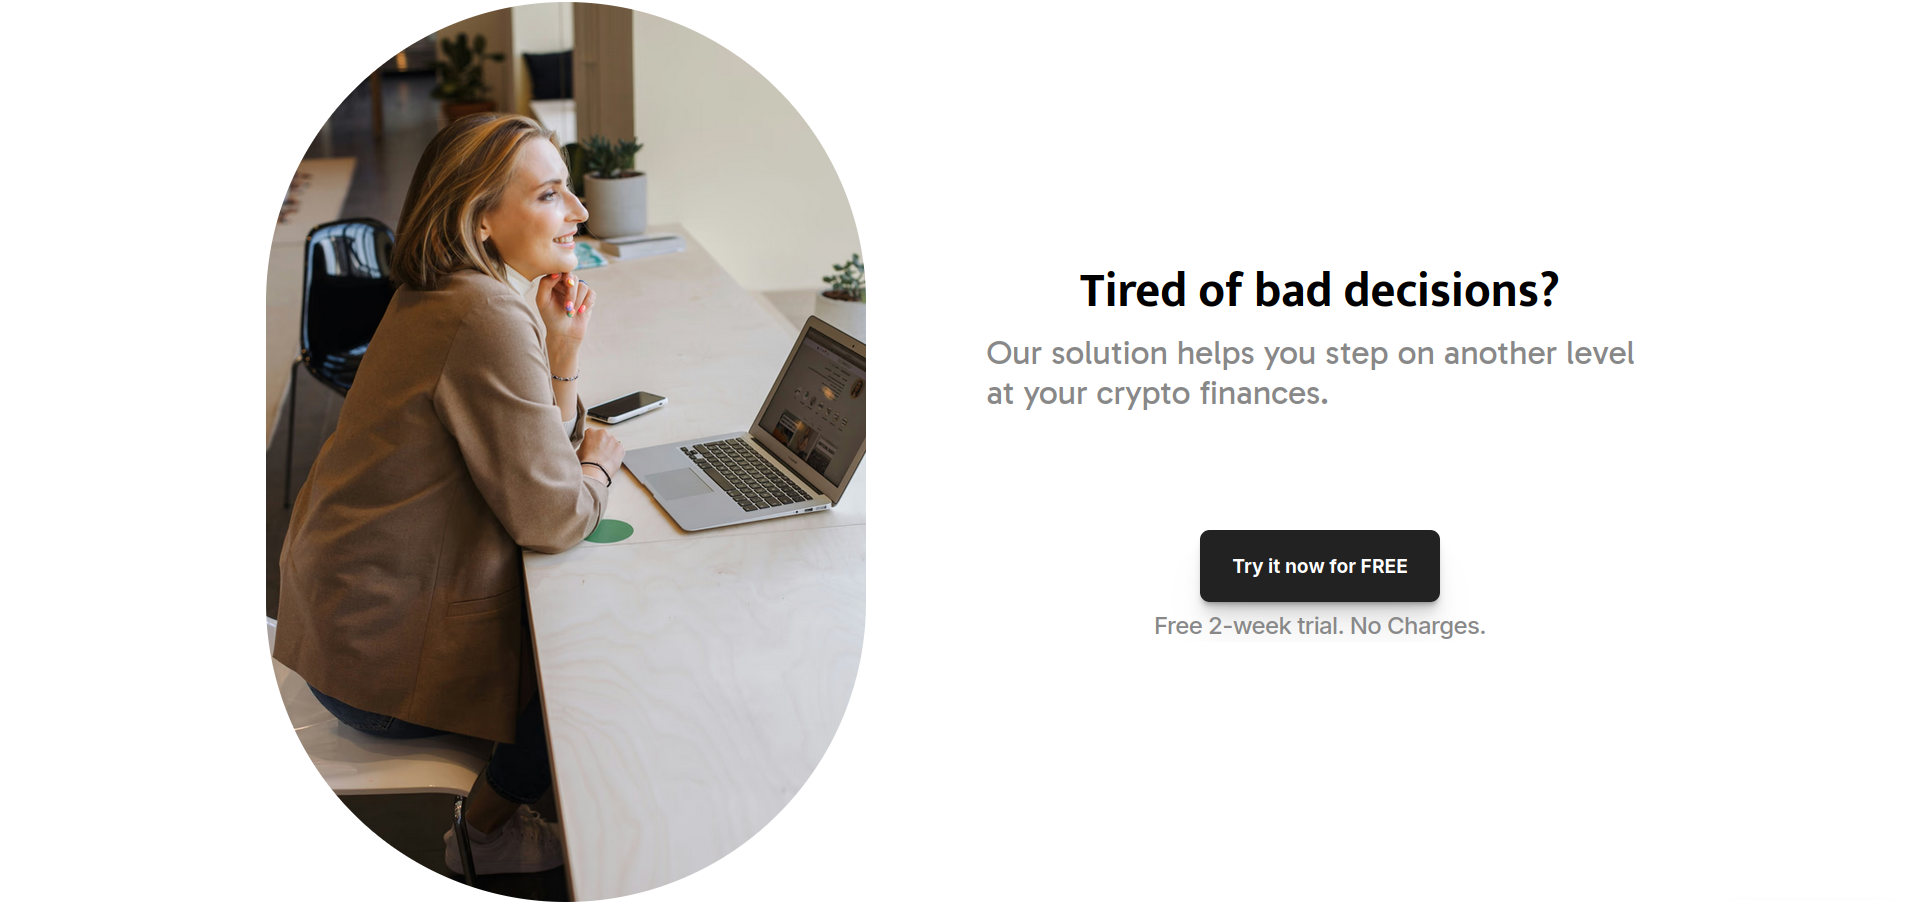 Tired of bad decisions?
Our solution helps you step on another level
at your crypto finances.
Try it now for FREE
Free 2-week trial. No Charges.